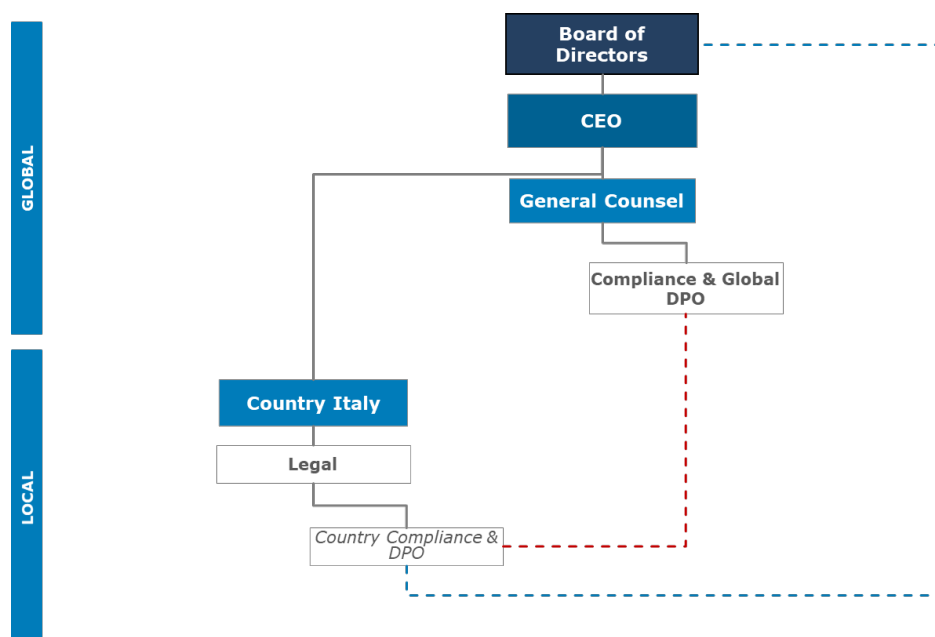 Board of
Directors
CEO
GLOBAL
General Counsel
Compliance & Global
DPO
Country Italy
Legal
LOCAL
Country Compliance &
DPO